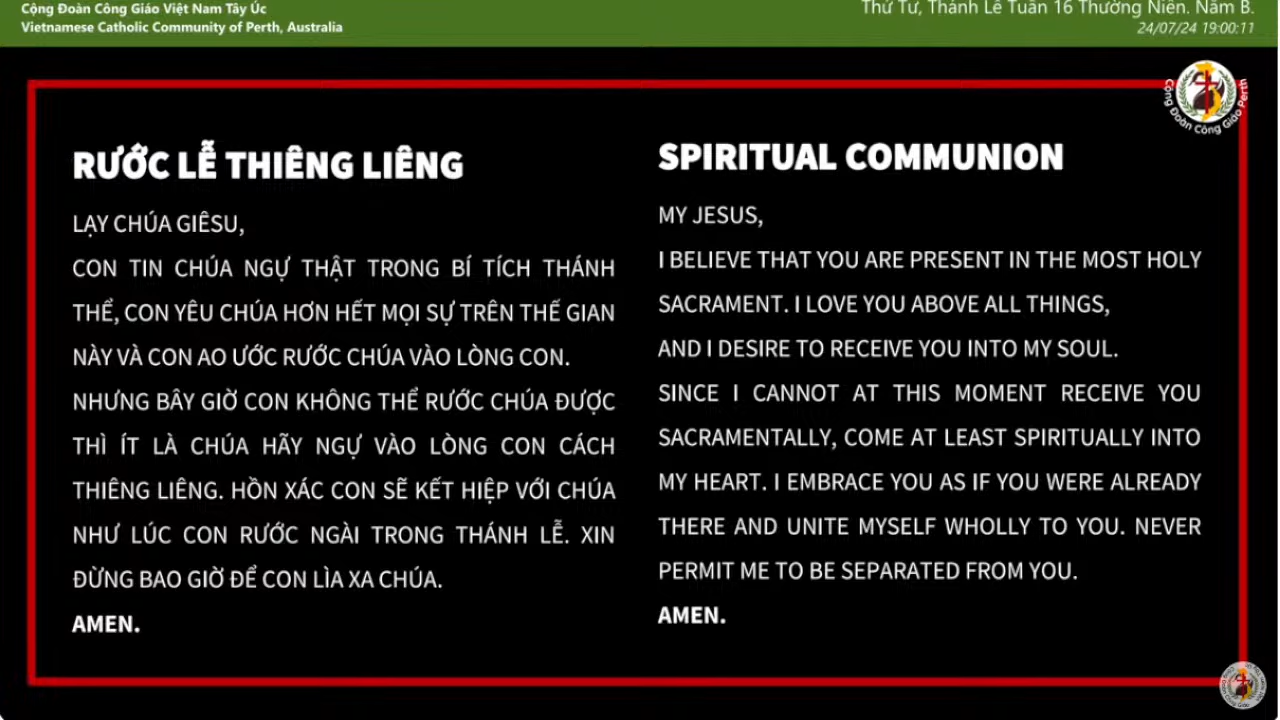 Cộng Đoàn Công Giáo Việt Nam Tây Úc
Vietnamese Catholic Community of Perth, Australia
Thứ Tư, Thánh Lễ Tuần 16 Thường Niên. Năm B.
24/07/24 19:00:11
Cộng Đoàn Công Giáo Perth
RƯỚC LỄ THIÊNG LIÊNG
LẠY CHÚA GIÊSU,
CON TIN CHÚA NGỰ THẬT TRONG BÍ TÍCH THÁNH
THỂ, CON YÊU CHÚA HƠN HẾT MỌI SỰ TRÊN THẾ GIAN
NÀY VÀ CON AO ƯỚC RƯỚC CHÚA VÀO LÒNG CON.
NHƯNG BÂY GIỜ CON KHÔNG THỂ RƯỚC CHÚA ĐƯỢC
THÌ ÍT LÀ CHÚA HÃY NGỰ VÀO LÒNG CON CÁCH
THIÊNG LIÊNG. HỒN XÁC CON SẼ KẾT HIỆP VỚI CHÚA
NHƯ LÚC CON RƯỚC NGÀI TRONG THÁNH LỄ. XIN
ĐỪNG BAO GIỜ ĐỂ CON LÌA XA CHÚA.
AMEN.
SPIRITUAL COMMUNION
MY JESUS,
I BELIEVE THAT YOU ARE PRESENT IN THE MOST HOLY
SACRAMENT. I LOVE YOU ABOVE ALL THINGS,
AND I DESIRE TO RECEIVE YOU INTO MY SOUL.
SINCE I CANNOT AT THIS MOMENT RECEIVE YOU
SACRAMENTALLY, COME AT LEAST SPIRITUALLY INTO
MY HEART. I EMBRACE YOU AS IF YOU WERE ALREADY
THERE AND UNITE MYSELF WHOLLY TO YOU. NEVER
PERMIT ME TO BE SEPARATED FROM YOU.
AMEN.